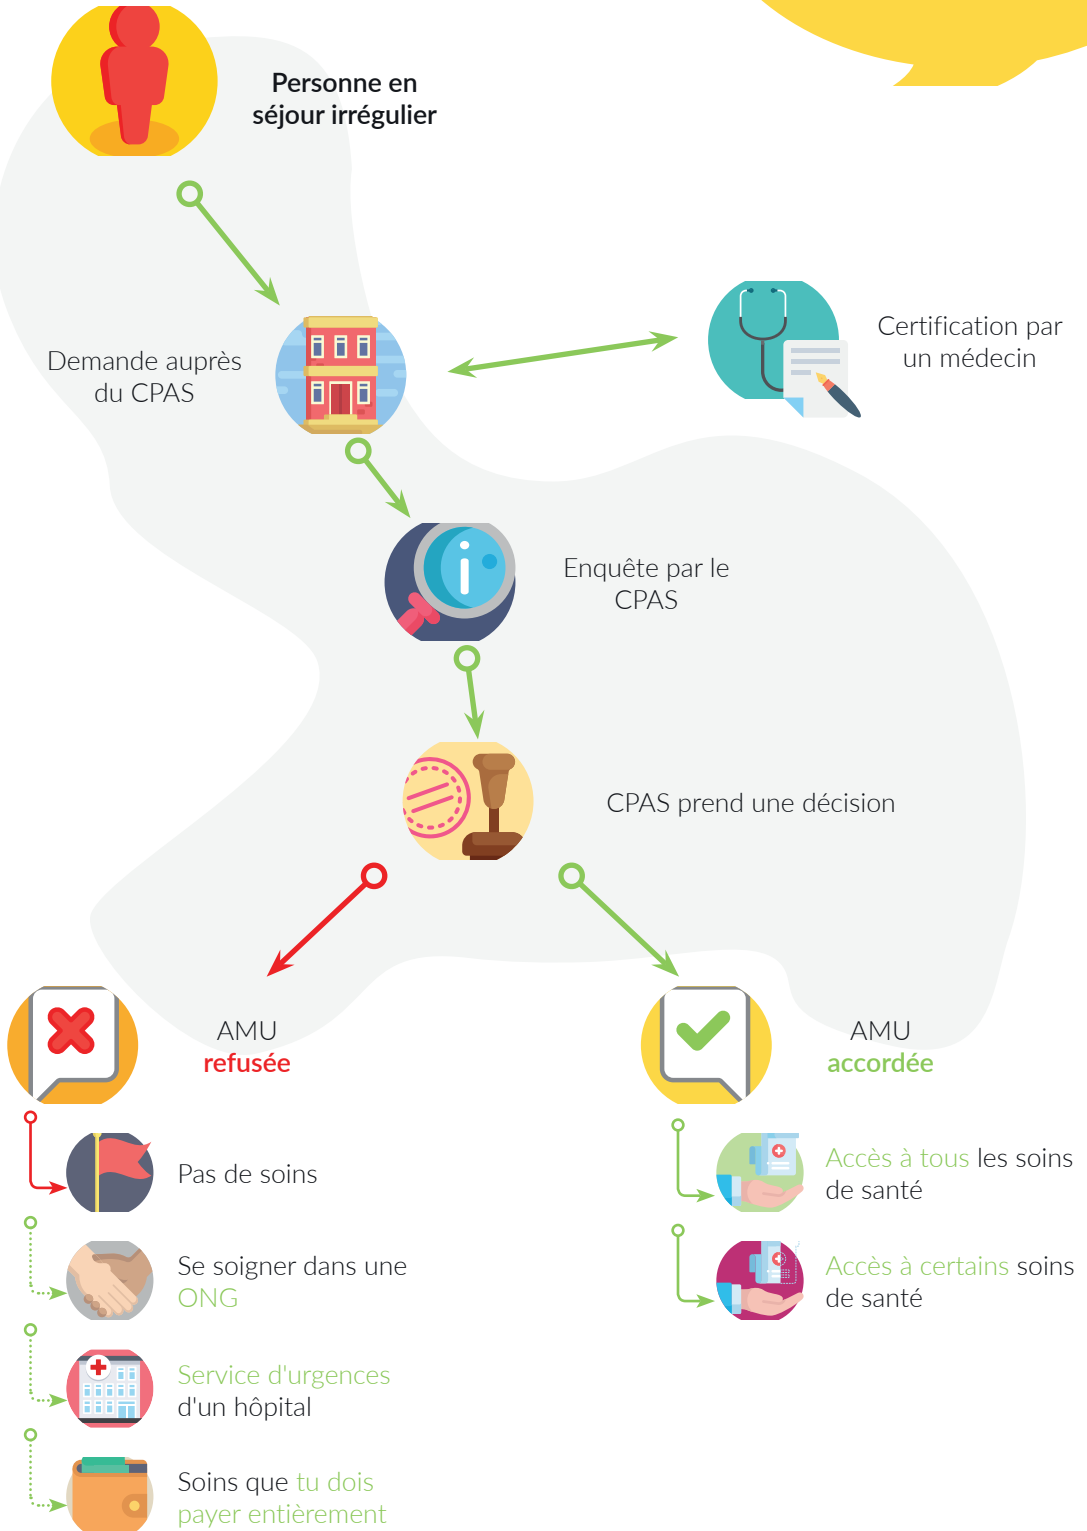 Personne en
séjour irrégulier
Demande auprès
du CPAS
Certification par
un médecin
Enquête par le
CPAS
CPAS prend une décision
AMU
refusée
Pas de soins
Se soigner dans une
ONG
Service d'urgences
d'un hôpital
Soins que tu dois
payer entièrement
AMU
accordée
Accès à tous les soins
de santé
Accès à certains soins
de santé